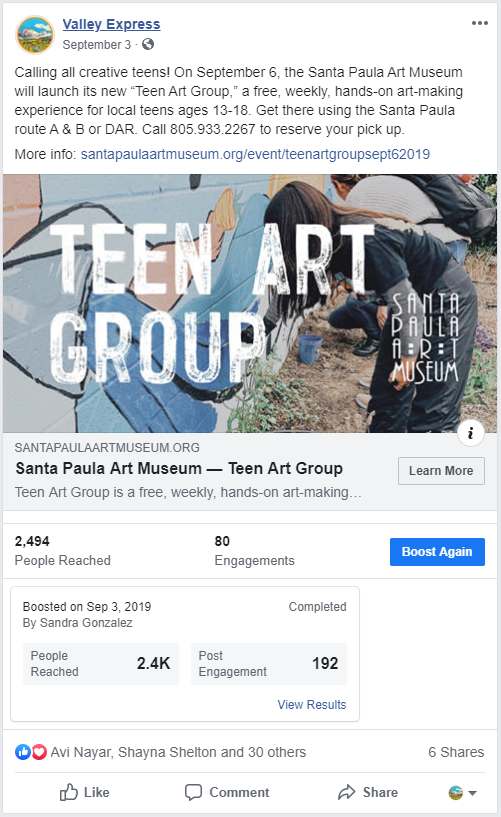 Valley Express
September 3 ·
Calling all creative teens! On September 6, the Santa Paula Art Museum
will launch its new “Teen Art Group,” a free, weekly, hands-on art-making
experience for local teens ages 13-18. Get there using the Santa Paula
route A & B or DAR. Call 805.933.2267 to reserve your pick up.
More info: santapaulaartmuseum.org/event/teenartgroupsept62019
TEEN ART
GROUP
SANTA
PAULA
A:R:T
MUSEUM
i
SANTAPAULAARTMUSEUM.ORG
Santa Paula Art Museum — Teen Art Group
Teen Art Group is a free, weekly, hands-on art-making…
Learn More
2,494
People Reached
80
Engagements
Boost Again
Boosted on Sep 3, 2019
Completed
By Sandra Gonzalez
People
Reached
2.4K
Post
Engagement
192
View Results
Avi Nayar, Shayna Shelton and 30 others
6 Shares
Like
Comment
Share